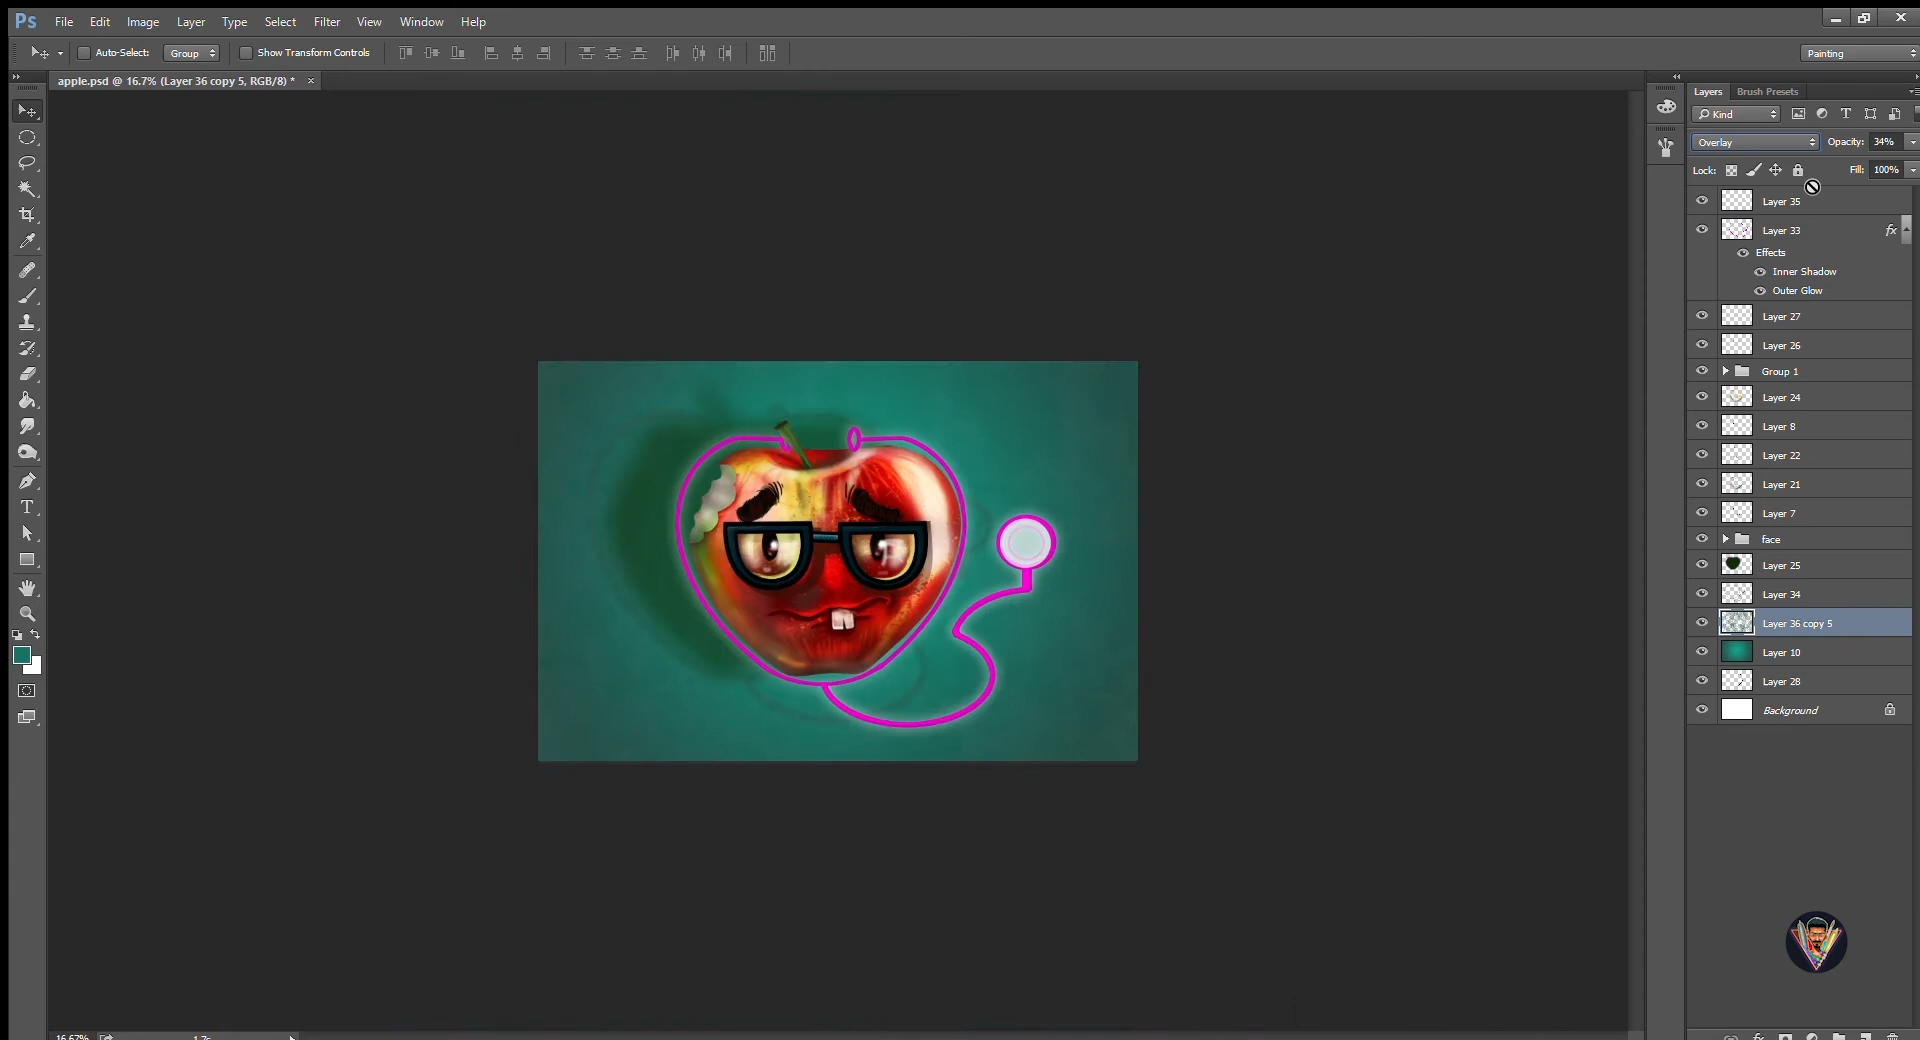 Ps File Edit Image Layer Type Select Filter View Window Help
Auto-Select: Group Show Transform Controls Painting
apple.psd @ 16.7% (Layer 36 copy 5, RGB/8) * ×
Layers Brush Presets
Kind
Overlay Opacity: 34%
Lock: Fill: 100%
Layer 35
Layer 33 fx
Effects
Inner Shadow
Outer Glow
Layer 27
Layer 26
Group 1
Layer 24
Layer 8
Layer 22
Layer 21
Layer 7
face
Layer 25
Layer 34
Layer 36 copy 5
Layer 10
Layer 28
Background
16.67%